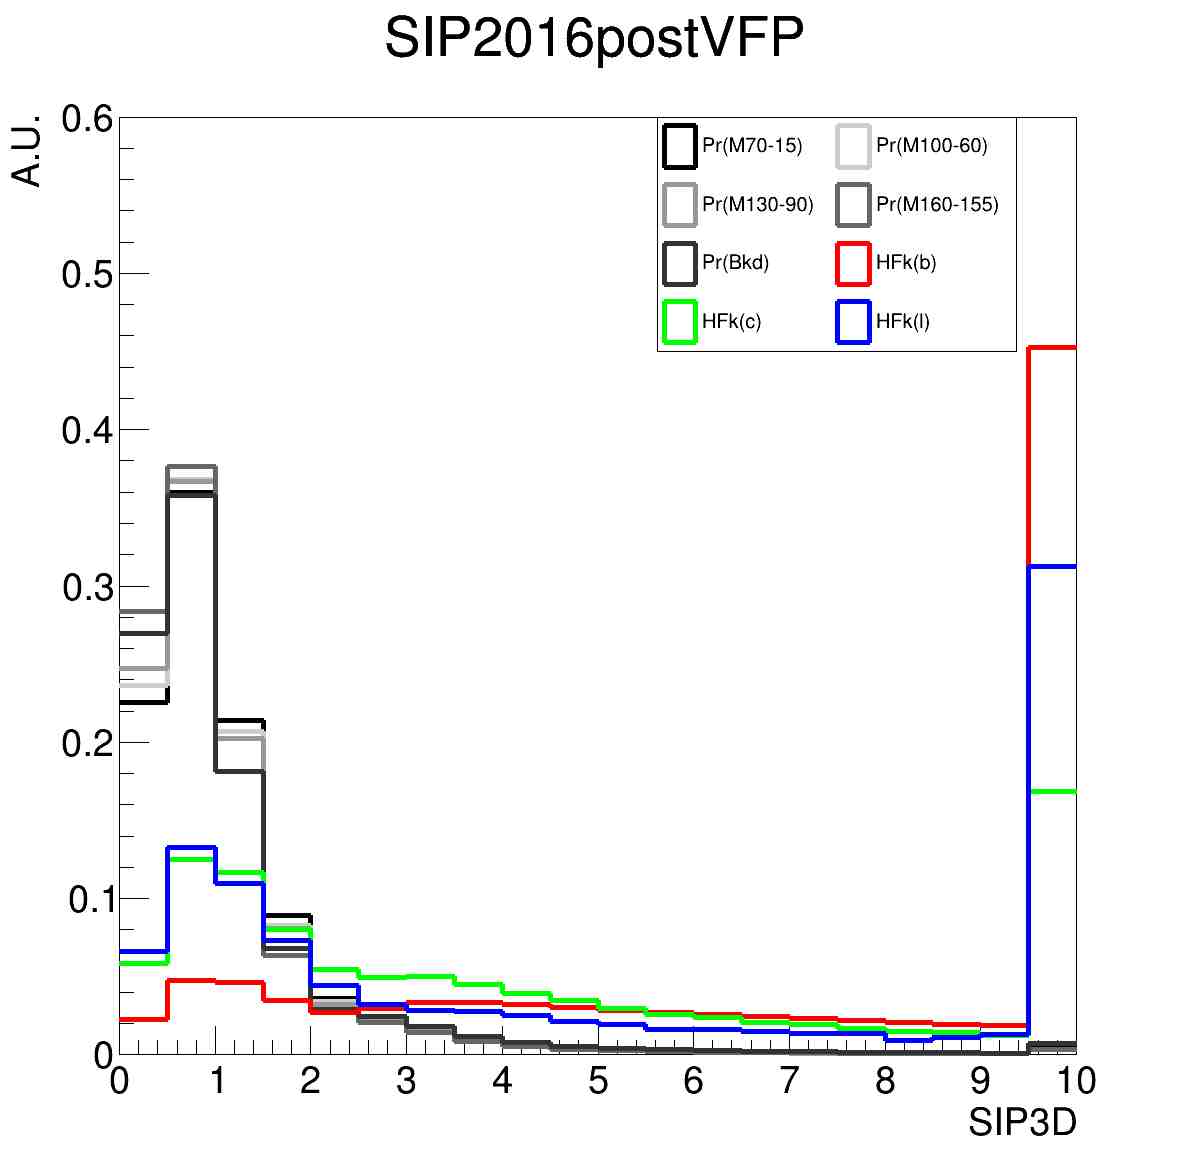 SIP2016postVFP
A.U.
0.6
0.5
0.4
0.3
0.2
0.1
0
Pr(M70-15) Pr(M100-60)
Pr(M130-90) Pr(M160-155)
Pr(Bkd) HFk(b)
HFk(c) HFk(l)
0 1 2 3 4 5 6 7 8 9 10
SIP3D